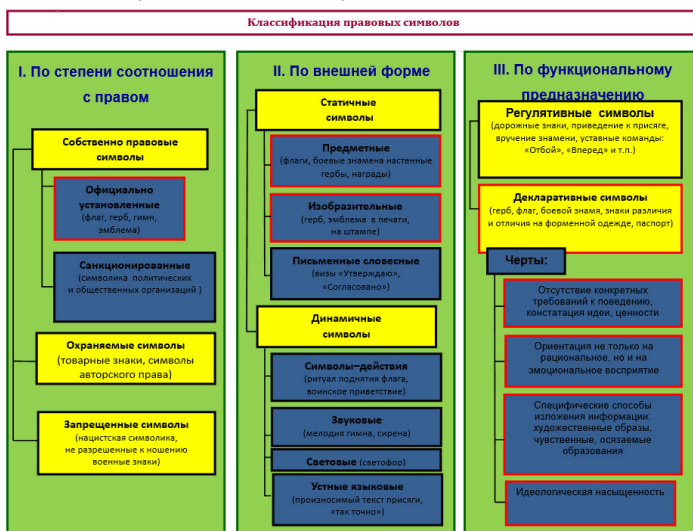 Классификация правовых символов
I. По степени соотношения
с правом
Собственно правовые
символы
Официально
установленные
(флаг, герб, гимн,
эмблема)
Санкционированные
(символика политических
и общественных организаций )
Охраняемые символы
(товарные знаки, символы
авторского права)
Запрещенные символы
(нацистская символика,
не разрешенные к ношению
военные знаки)
II. По внешней форме
Статичные
символы
Предметные
(флаги, боевые знамена настенные
гербы, награды)
Изобразительные
(герб, эмблема в печати,
на штампе)
Письменные словесные
(визы «Утверждаю»,
«Согласовано»)
Динамичные
символы
Символы–действия
(ритуал поднятия флага,
воинское приветствие)
Звуковые
(мелодия гимна, сирена)
Световые (светофор)
Устные языковые
(произносимый текст присяги,
«так точно»)
III. По функциональному
предназначению
Регулятивные символы
(дорожные знаки, приведение к присяге,
вручение знамени, уставные команды:
«Отбой», «Вперед» и т.п.)
Декларативные символы
(герб, флаг, боевой знамя, знаки различия
и отличия на форменной одежде, паспорт)
Черты:
Отсутствие конкретных
требований к поведению,
констатация идеи, ценности
Ориентация не только на
рациональное, но и на
эмоциональное восприятие
Специфические способы
изложения информации:
художественные образы,
чувственные, осязаемые
образования
Идеологическая насыщенность